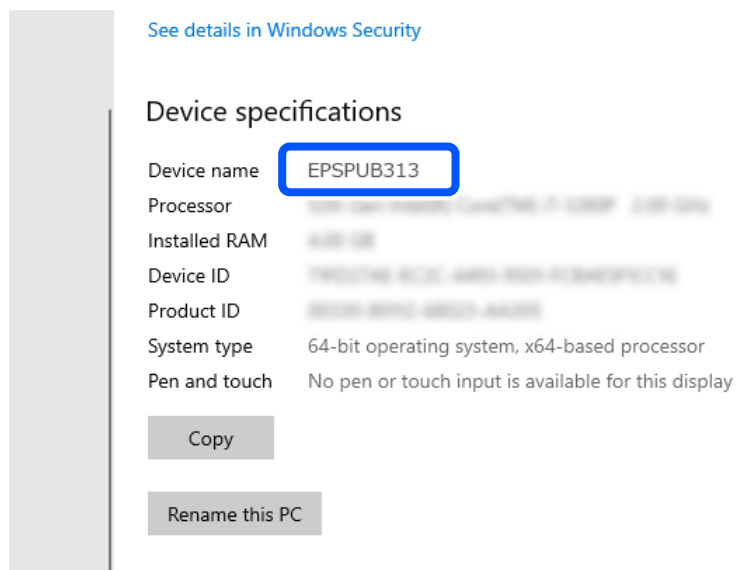 See details in Windows Security
Device specifications
Device name EPSPUB313
Processor
Installed RAM
Device ID
Product ID
System type 64-bit operating system, x64-based processor
Pen and touch No pen or touch input is available for this display
Copy
Rename this PC